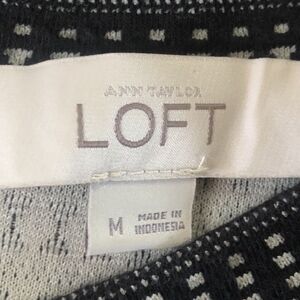 ANN TAYLOR
LOFT
M
MADE IN
INDONESIA